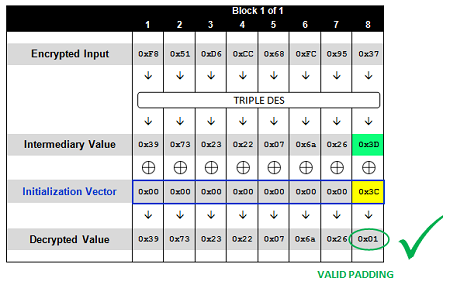 Block 1 of 1
1 2 3 4 5 6 7 8
Encrypted Input 0xF8 0x51 0xD6 0xCC 0x68 0xFC 0x95 0x37
TRIPLE DES
Intermediary Value 0x39 0x73 0x23 0x22 0x07 0x6a 0x26 0x3D
Initialization Vector 0x00 0x00 0x00 0x00 0x00 0x00 0x00 0x3C
Decrypted Value 0x39 0x73 0x23 0x22 0x07 0x6a 0x26 0x01
VALID PADDING